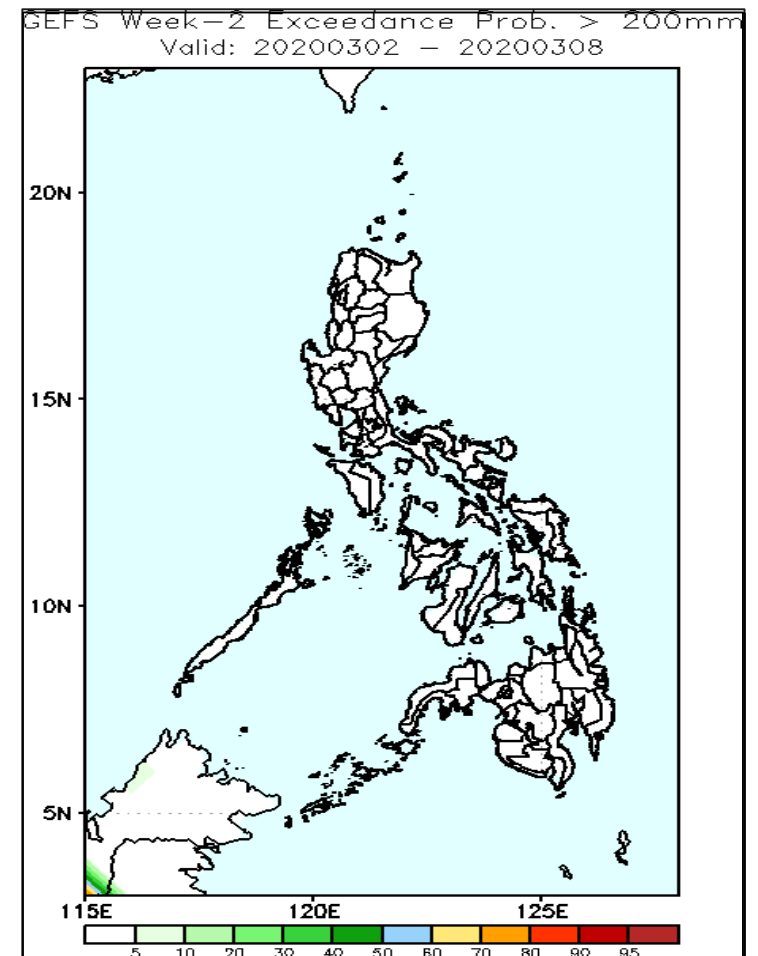 GEFS Week-2 Exceedance Prob. > 200mm
Valid: 20200302 - 20200308
20N
15N
10N
5N
115E 120E 125E
5 10 20 30 40 50 60 70 80 90 95